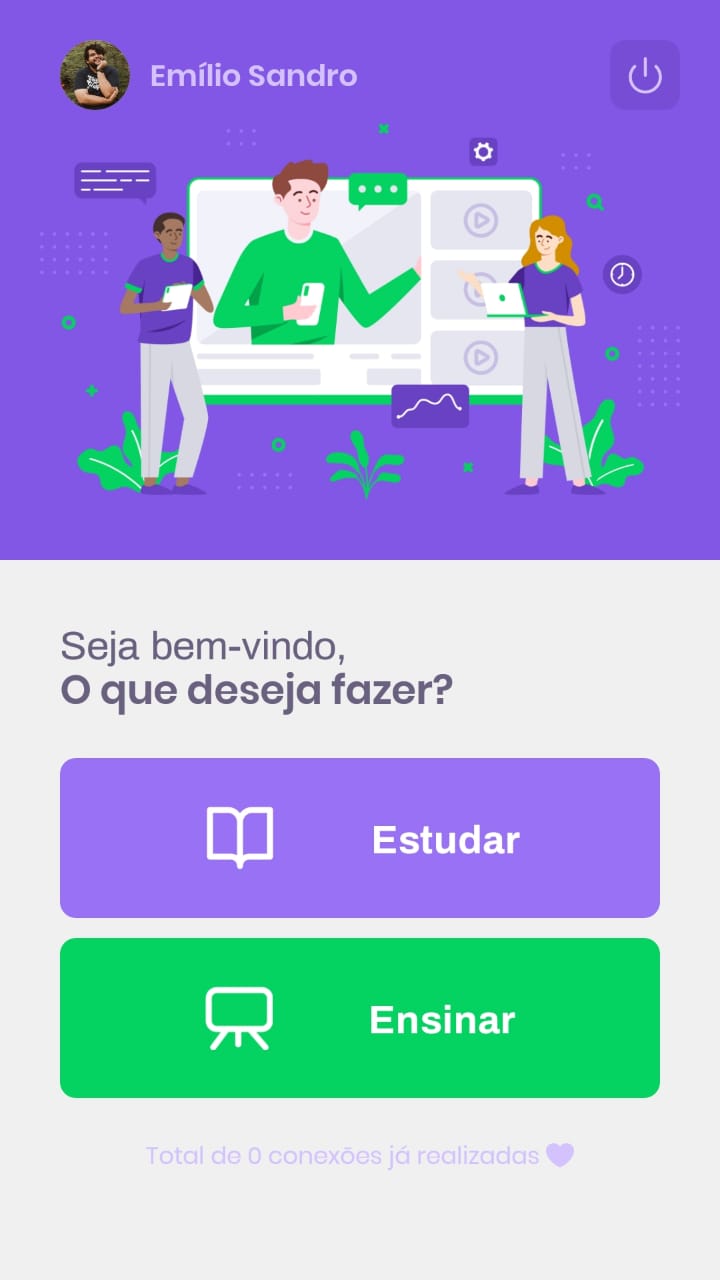 Emílio Sandro
Seja bem-vindo,
O que deseja fazer?
Estudar
Ensinar
Total de 0 conexões já realizadas